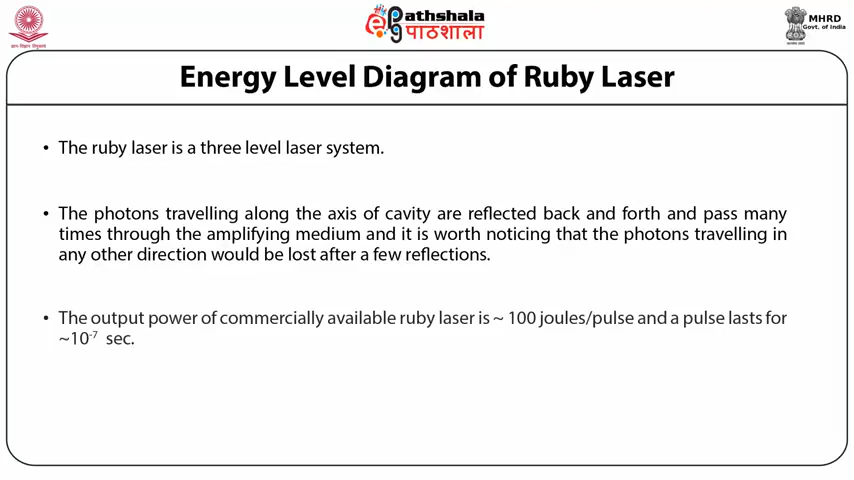 ePathshala
पाठशाला
MHRD
Govt. of India
Energy Level Diagram of Ruby Laser
• The ruby laser is a three level laser system.
• The photons travelling along the axis of cavity are reflected back and forth and pass many
times through the amplifying medium and it is worth noticing that the photons travelling in
any other direction would be lost after a few reflections.
• The output power of commercially available ruby laser is ~ 100 joules/pulse and a pulse lasts for
~10⁻⁷ sec.